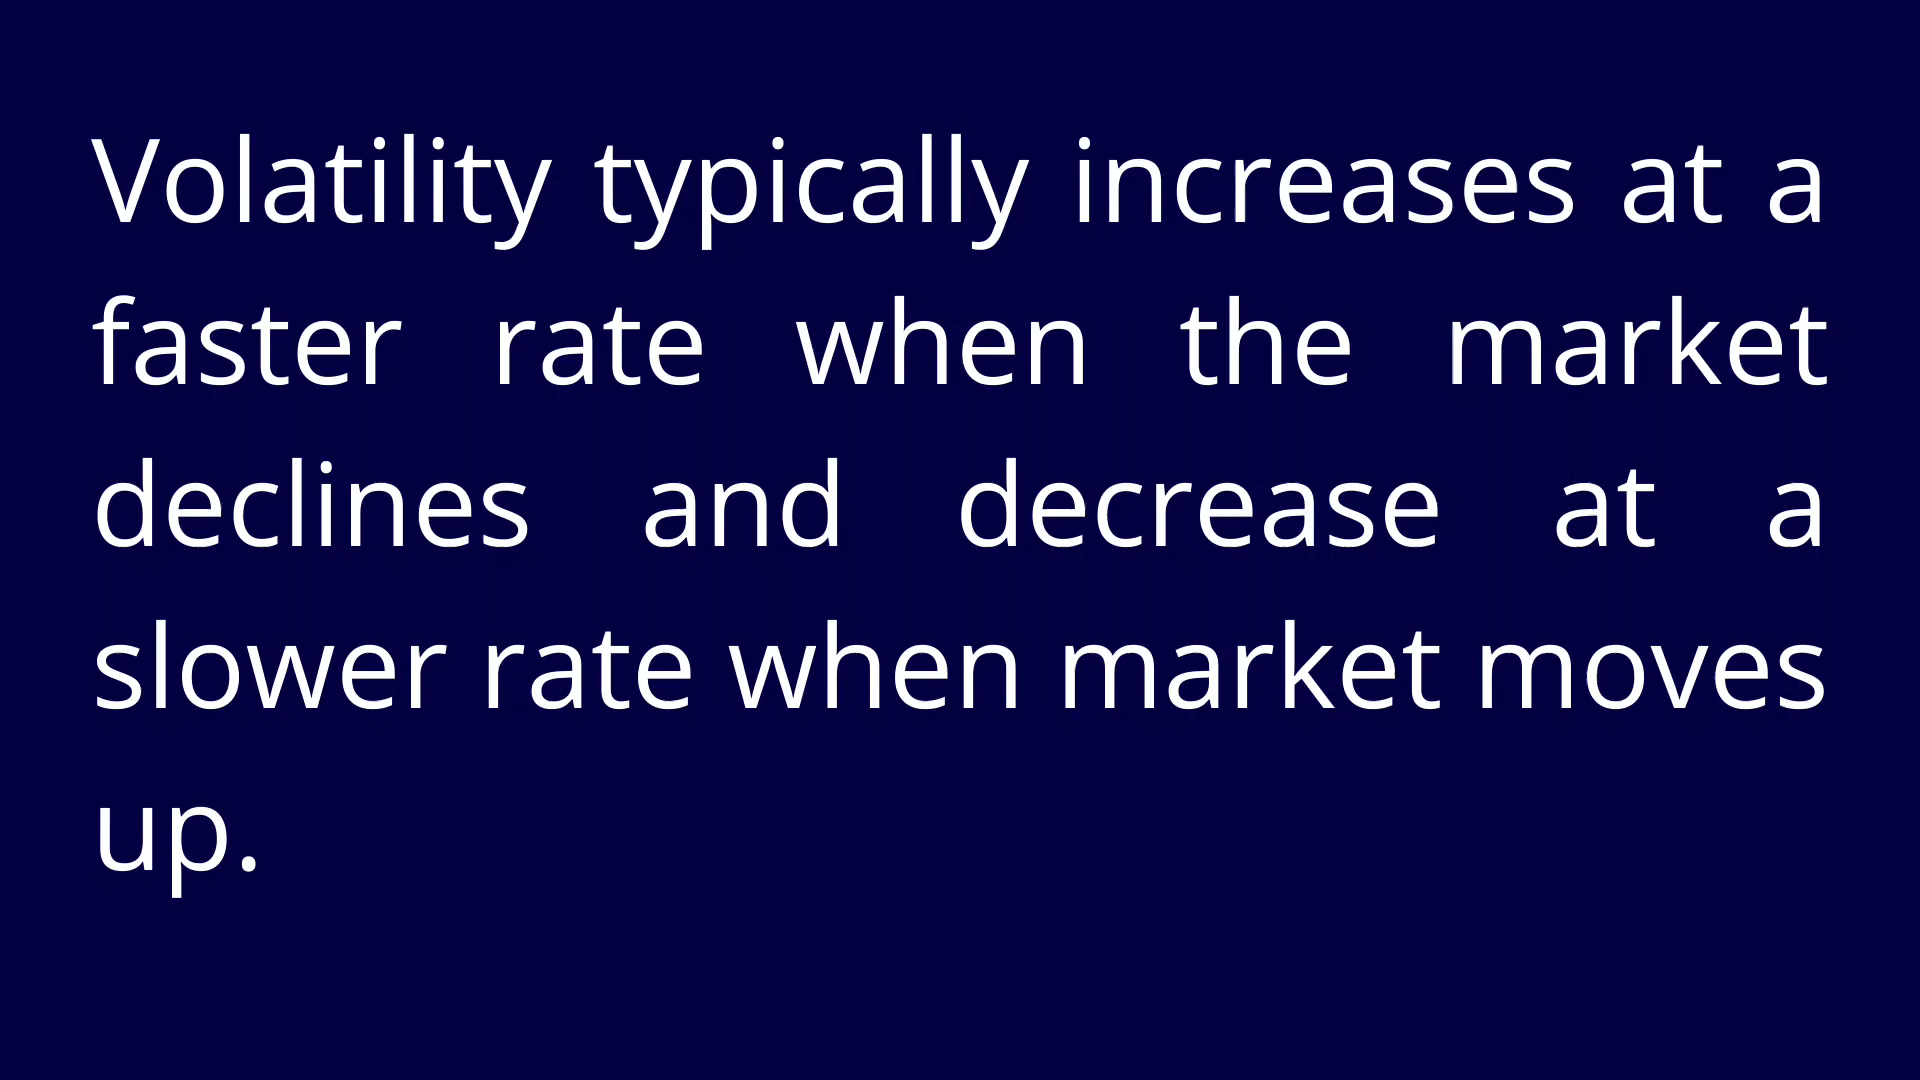 Volatility typically increases at a
faster rate when the market
declines and decrease at a
slower rate when market moves
up.